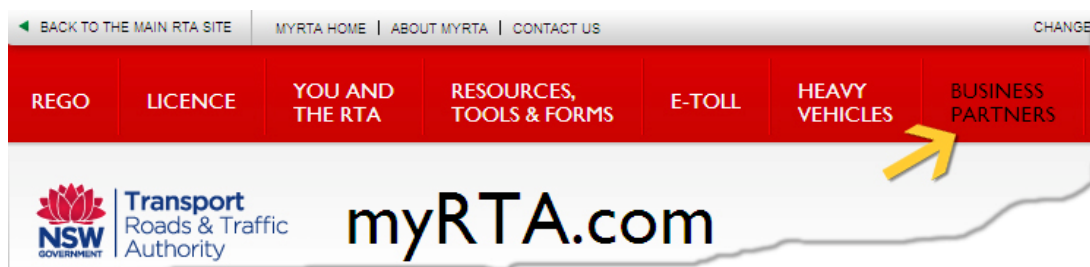 BACK TO THE MAIN RTA SITE MYRTA HOME | ABOUT MYRTA | CONTACT US CHANGE
REGO LICENCE YOU AND THE RTA RESOURCES, TOOLS & FORMS E-TOLL HEAVY VEHICLES BUSINESS PARTNERS
NSW GOVERNMENT
Transport
Roads & Traffic
Authority
myRTA.com